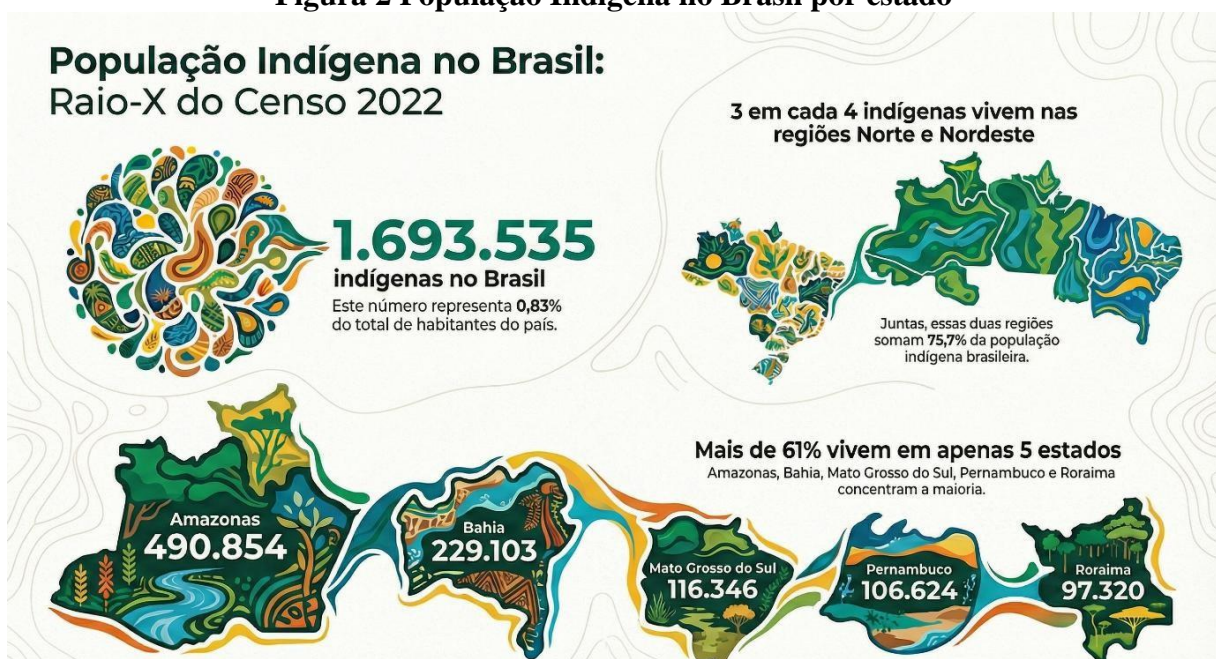 Figura 2 População Indígena no Brasil por estado
População Indígena no Brasil:
Raio-X do Censo 2022
1.693.535
indígenas no Brasil
Este número representa 0,83%
do total de habitantes do país.
3 em cada 4 indígenas vivem nas
regiões Norte e Nordeste
Juntas, essas duas regiões
somam 75,7% da população
indígena brasileira.
Mais de 61% vivem em apenas 5 estados
Amazonas, Bahia, Mato Grosso do Sul, Pernambuco e Roraima
concentram a maioria.
Amazonas
490.854
Bahia
229.103
Mato Grosso do Sul
116.346
Pernambuco
106.624
Roraima
97.320